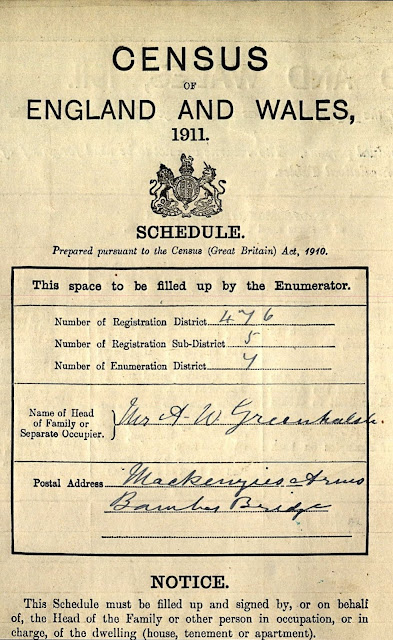 CENSUS
OF
ENGLAND AND WALES,
1911.
SCHEDULE.
Prepared pursuant to the Census (Great Britain) Act, 1910.
This space to be filled up by the Enumerator.
Number of Registration District 476
Number of Registration Sub-District 5
Number of Enumeration District 7
Name of Head
of Family or
Separate Occupier. Mr A W Greenhalgh.
Postal Address Mackenzies Arms
Bamber Bridge
NOTICE.
This Schedule must be filled up and signed by, or on behalf
of, the Head of the Family or other person in occupation, or in
charge, of the dwelling (house, tenement or apartment).